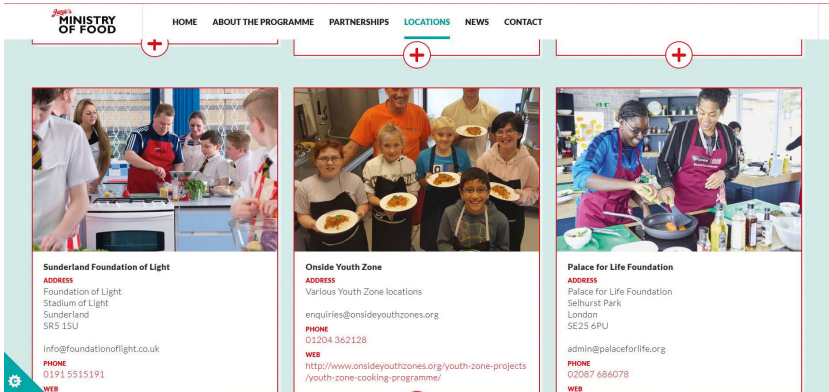 Jamie's
MINISTRY
OF FOOD
HOME ABOUT THE PROGRAMME PARTNERSHIPS LOCATIONS NEWS CONTACT
Sunderland Foundation of Light
ADDRESS
Foundation of Light
Stadium of Light
Sunderland
SR5 1SU
info@foundationoflight.co.uk
PHONE
0191 5515191
WEB
Onside Youth Zone
ADDRESS
Various Youth Zone locations
enquiries@onsideyouthzones.org
PHONE
01204 362128
WEB
http://www.onsideyouthzones.org/youth-zone-projects
/youth-zone-cooking-programme/
Palace for Life Foundation
ADDRESS
Palace for Life Foundation
Selhurst Park
London
SE25 6PU
admin@palaceforlife.org
PHONE
02087 686078
WEB